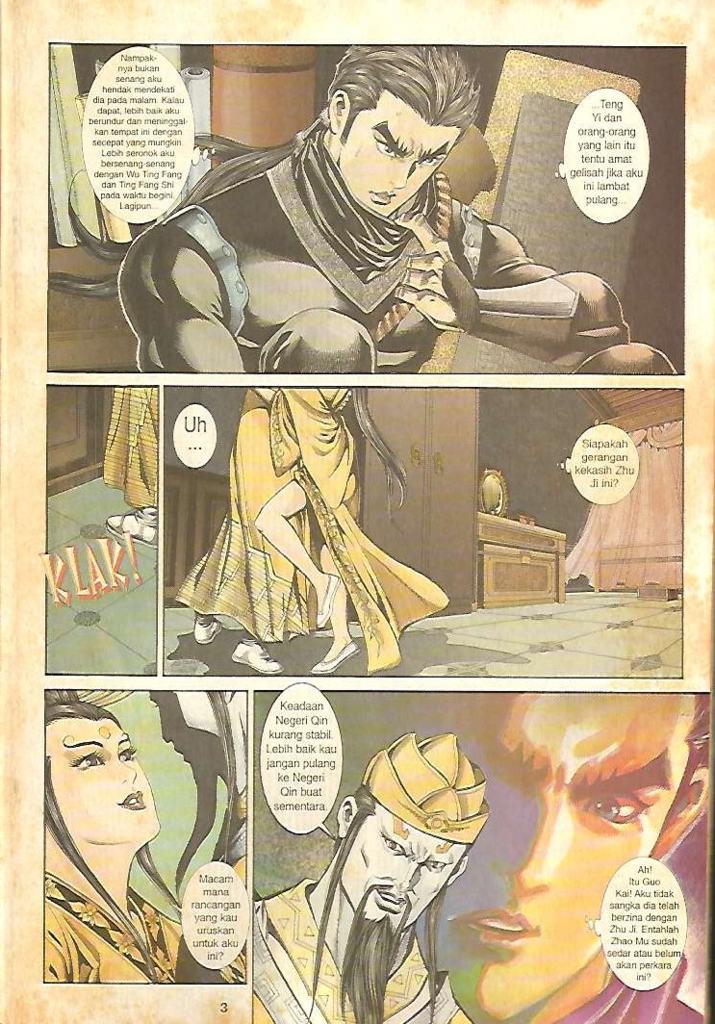 Nampak-
nya bukan
senang aku
hendak mendekati
dia pada malam. Kalau
dapat, lebih baik aku
berundur dan meninggal-
kan tempat ini dengan
secepat yang mungkin.
Lebih seronok aku
bersenang-senang
dengan Wu Ting Fang
dan Ting Fang Shi
pada waktu begini.
Lagipun...
...Teng
Yi dan
orang-orang
yang lain itu
tentu amat
gelisah jika aku
ini lambat
pulang...
KLAK!
Uh
...
Siapakah
gerangan
kekasih Zhu
Ji ini?
Macam
mana
rancangan
yang kau
uruskan
untuk aku
ini?
Keadaan
Negeri Qin
kurang stabil.
Lebih baik kau
jangan pulang
ke Negeri
Qin buat
sementara.
Ah!
Itu Guo
Kai! Aku tidak
sangka dia telah
berzina dengan
Zhu Ji. Entahlah
Zhao Mu sudah
sedar atau belum
akan perkara
ini?
3